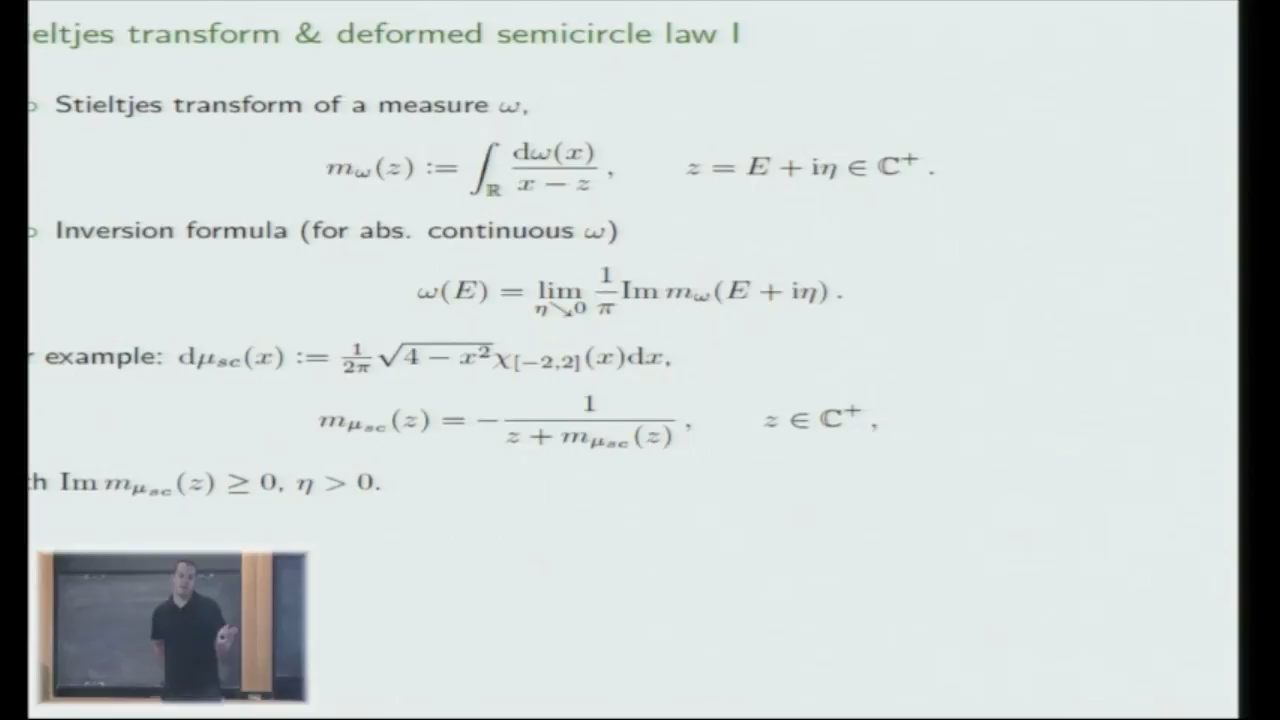 eltjes transform & deformed semicircle law I
Stieltjes transform of a measure ω,
m_ω(z) := ∫_ℝ dω(x) / (x − z) , z = E + iη ∈ ℂ⁺ .
Inversion formula (for abs. continuous ω)
ω(E) = lim_{η↘0} 1/π Im m_ω(E + iη) .
example: dμ_sc(x) := 1/2π √(4 − x²) χ_[−2,2](x)dx,
m_μsc(z) = − 1 / (z + m_μsc(z)) , z ∈ ℂ⁺ ,
h Im m_μsc(z) ≥ 0, η > 0.